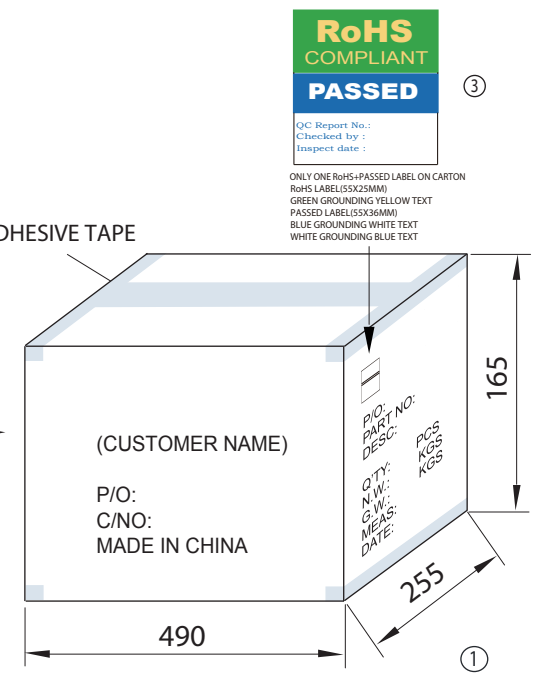 RoHS
COMPLIANT
PASSED
QC Report No.:
Checked by :
Inspect date :
③
ONLY ONE RoHS+PASSED LABEL ON CARTON
RoHS LABEL(55X25MM)
GREEN GROUNDING YELLOW TEXT
PASSED LABEL(55X36MM)
BLUE GROUNDING WHITE TEXT
WHITE GROUNDING BLUE TEXT
DHESIVE TAPE
(CUSTOMER NAME)
P/O:
C/NO:
MADE IN CHINA
P/O:
PART NO:
DESC:
Q'TY: PCS
N.W.: KGS
G.W.: KGS
MEAS:
DATE:
165
255
490
①